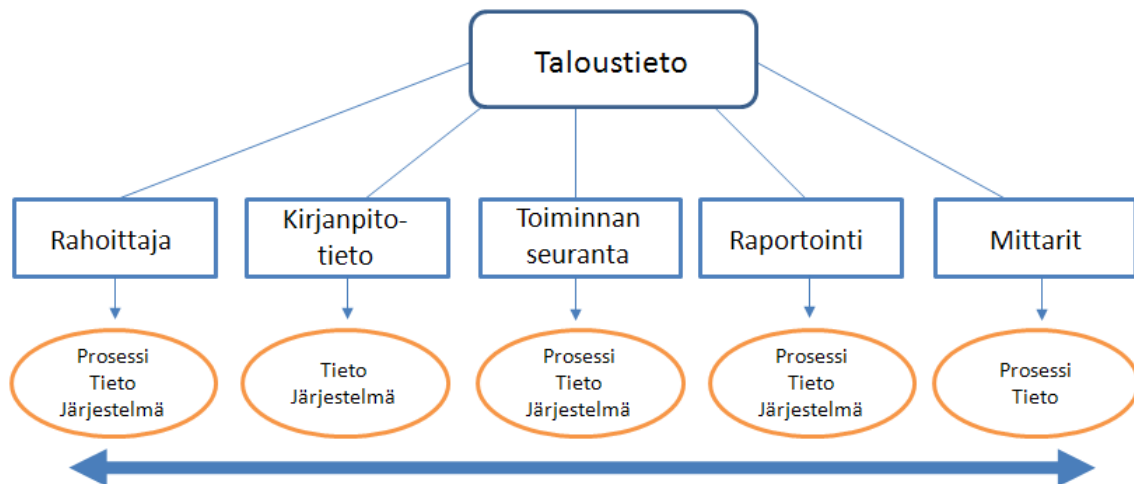 Taloustieto
Rahoittaja
Kirjanpito-
tieto
Toiminnan
seuranta
Raportointi
Mittarit
Prosessi
Tieto
Järjestelmä
Tieto
Järjestelmä
Prosessi
Tieto
Järjestelmä
Prosessi
Tieto
Järjestelmä
Prosessi
Tieto